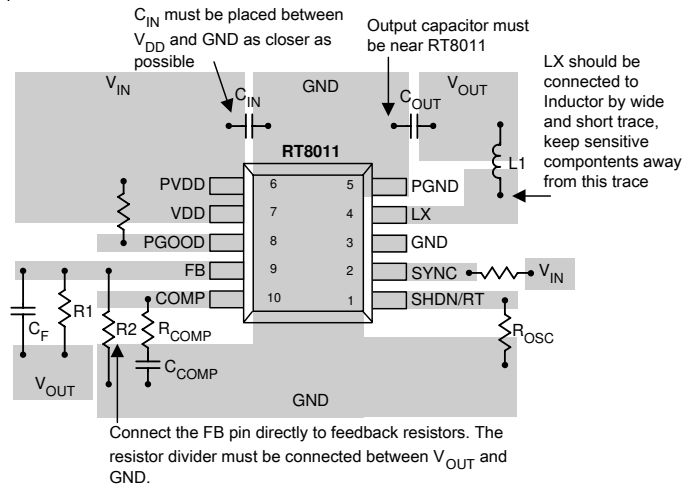 C_IN must be placed between
V_DD and GND as closer as
possible
Output capacitor must
be near RT8011
LX should be
connected to
Inductor by wide
and short trace,
keep sensitive
compontents away
from this trace
V_IN
C_IN
GND
C_OUT
V_OUT
L1
RT8011
PVDD 6 5 PGND
VDD 7 4 LX
PGOOD 8 3 GND
FB 9 2 SYNC V_IN
COMP 10 1 SHDN/RT
C_F
R1
R2
R_COMP
C_COMP
R_OSC
V_OUT
GND
Connect the FB pin directly to feedback resistors. The
resistor divider must be connected between V_OUT and
GND.